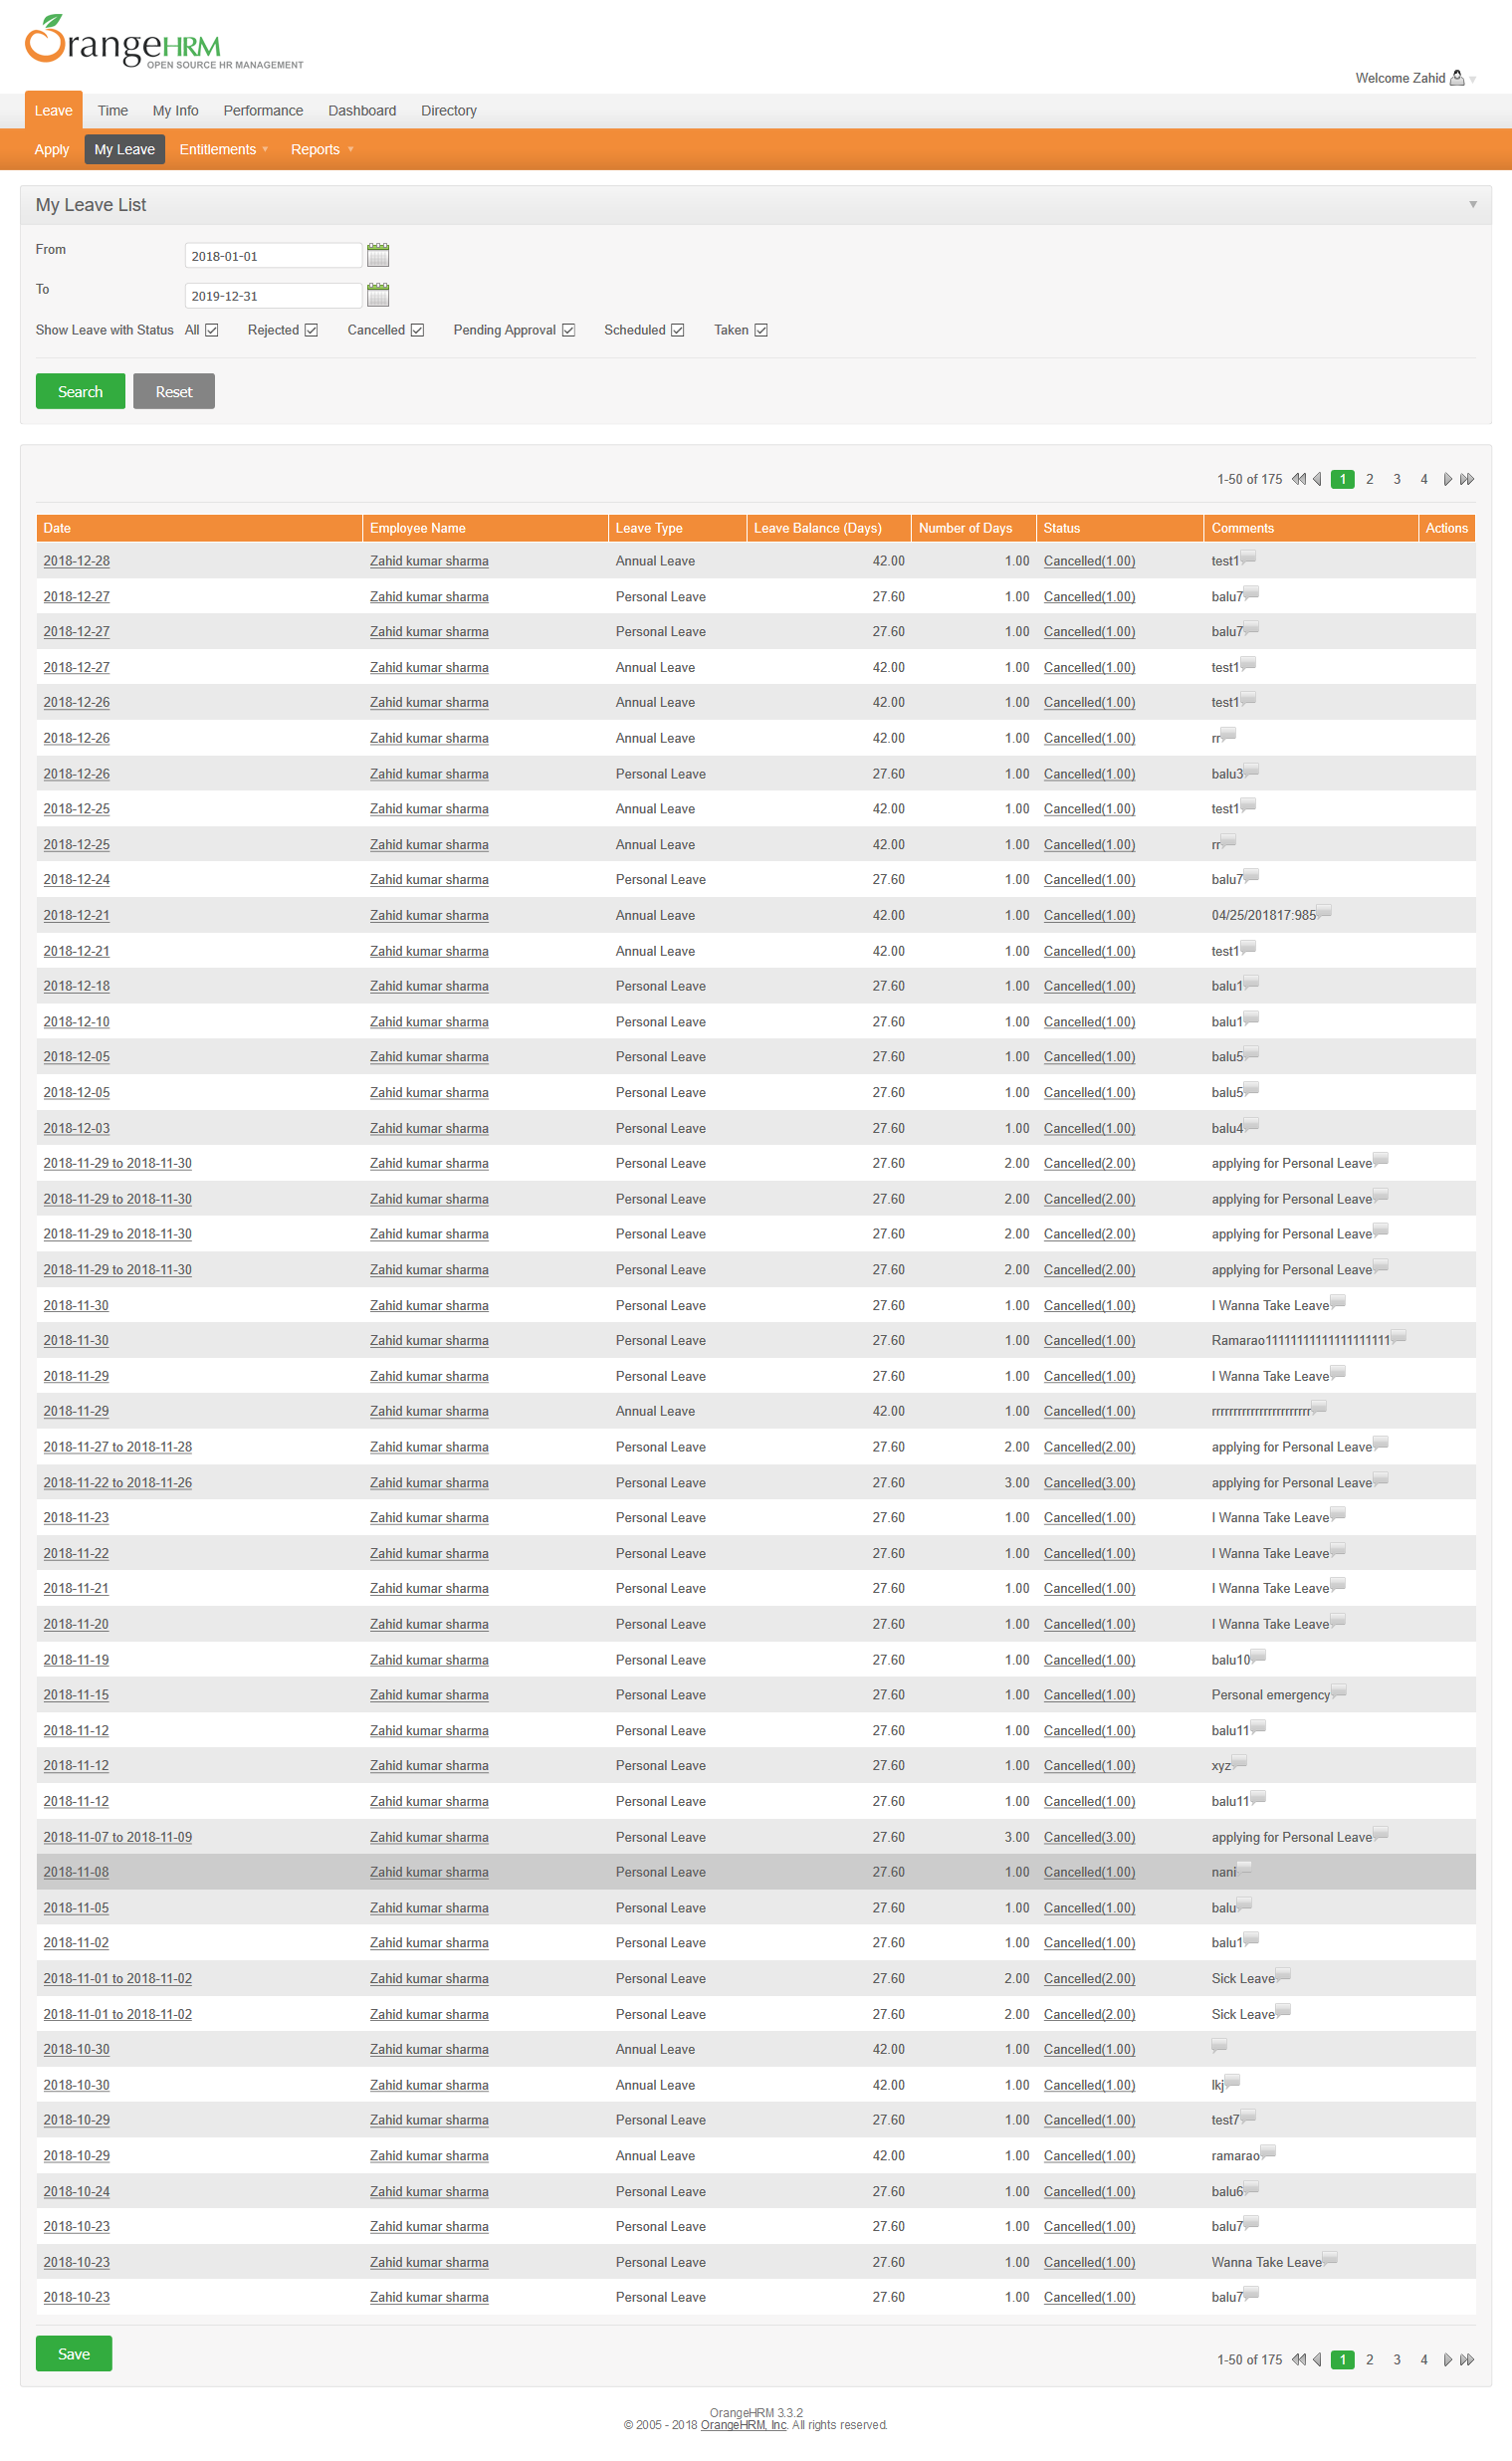 OrangeHRM
OPEN SOURCE HR MANAGEMENT
Welcome Zahid
Leave Time My Info Performance Dashboard Directory
Apply My Leave Entitlements Reports
My Leave List
From 2018-01-01
To 2019-12-31
Show Leave with Status All Rejected Cancelled Pending Approval Scheduled Taken
Search Reset
1-50 of 175 1 2 3 4
Date Employee Name Leave Type Leave Balance (Days) Number of Days Status Comments Actions
2018-12-28 Zahid kumar sharma Annual Leave 42.00 1.00 Cancelled(1.00) test1
2018-12-27 Zahid kumar sharma Personal Leave 27.60 1.00 Cancelled(1.00) balu7
2018-12-27 Zahid kumar sharma Personal Leave 27.60 1.00 Cancelled(1.00) balu7
2018-12-27 Zahid kumar sharma Annual Leave 42.00 1.00 Cancelled(1.00) test1
2018-12-26 Zahid kumar sharma Annual Leave 42.00 1.00 Cancelled(1.00) test1
2018-12-26 Zahid kumar sharma Annual Leave 42.00 1.00 Cancelled(1.00) rr
2018-12-26 Zahid kumar sharma Personal Leave 27.60 1.00 Cancelled(1.00) balu3
2018-12-25 Zahid kumar sharma Annual Leave 42.00 1.00 Cancelled(1.00) test1
2018-12-25 Zahid kumar sharma Annual Leave 42.00 1.00 Cancelled(1.00) rr
2018-12-24 Zahid kumar sharma Personal Leave 27.60 1.00 Cancelled(1.00) balu7
2018-12-21 Zahid kumar sharma Annual Leave 42.00 1.00 Cancelled(1.00) 04/25/201817:985
2018-12-21 Zahid kumar sharma Annual Leave 42.00 1.00 Cancelled(1.00) test1
2018-12-18 Zahid kumar sharma Personal Leave 27.60 1.00 Cancelled(1.00) balu1
2018-12-10 Zahid kumar sharma Personal Leave 27.60 1.00 Cancelled(1.00) balu1
2018-12-05 Zahid kumar sharma Personal Leave 27.60 1.00 Cancelled(1.00) balu5
2018-12-05 Zahid kumar sharma Personal Leave 27.60 1.00 Cancelled(1.00) balu5
2018-12-03 Zahid kumar sharma Personal Leave 27.60 1.00 Cancelled(1.00) balu4
2018-11-29 to 2018-11-30 Zahid kumar sharma Personal Leave 27.60 2.00 Cancelled(2.00) applying for Personal Leave
2018-11-29 to 2018-11-30 Zahid kumar sharma Personal Leave 27.60 2.00 Cancelled(2.00) applying for Personal Leave
2018-11-29 to 2018-11-30 Zahid kumar sharma Personal Leave 27.60 2.00 Cancelled(2.00) applying for Personal Leave
2018-11-29 to 2018-11-30 Zahid kumar sharma Personal Leave 27.60 2.00 Cancelled(2.00) applying for Personal Leave
2018-11-30 Zahid kumar sharma Personal Leave 27.60 1.00 Cancelled(1.00) I Wanna Take Leave
2018-11-30 Zahid kumar sharma Personal Leave 27.60 1.00 Cancelled(1.00)
2018-11-29 Zahid kumar sharma Personal Leave 27.60 1.00 Cancelled(1.00) I Wanna Take Leave
2018-11-29 Zahid kumar sharma Annual Leave 42.00 1.00 Cancelled(1.00)
2018-11-27 to 2018-11-28 Zahid kumar sharma Personal Leave 27.60 2.00 Cancelled(2.00) applying for Personal Leave
2018-11-22 to 2018-11-26 Zahid kumar sharma Personal Leave 27.60 3.00 Cancelled(3.00) applying for Personal Leave
2018-11-23 Zahid kumar sharma Personal Leave 27.60 1.00 Cancelled(1.00) I Wanna Take Leave
2018-11-22 Zahid kumar sharma Personal Leave 27.60 1.00 Cancelled(1.00) I Wanna Take Leave
2018-11-21 Zahid kumar sharma Personal Leave 27.60 1.00 Cancelled(1.00) I Wanna Take Leave
2018-11-20 Zahid kumar sharma Personal Leave 27.60 1.00 Cancelled(1.00) I Wanna Take Leave
2018-11-19 Zahid kumar sharma Personal Leave 27.60 1.00 Cancelled(1.00) balu10
2018-11-15 Zahid kumar sharma Personal Leave 27.60 1.00 Cancelled(1.00) Personal emergency
2018-11-12 Zahid kumar sharma Personal Leave 27.60 1.00 Cancelled(1.00) balu11
2018-11-12 Zahid kumar sharma Personal Leave 27.60 1.00 Cancelled(1.00) xyz
2018-11-12 Zahid kumar sharma Personal Leave 27.60 1.00 Cancelled(1.00) balu11
2018-11-07 to 2018-11-09 Zahid kumar sharma Personal Leave 27.60 3.00 Cancelled(3.00) applying for Personal Leave
2018-11-08 Zahid kumar sharma Personal Leave 27.60 1.00 Cancelled(1.00) nani
2018-11-05 Zahid kumar sharma Personal Leave 27.60 1.00 Cancelled(1.00) balu
2018-11-02 Zahid kumar sharma Personal Leave 27.60 1.00 Cancelled(1.00) balu1
2018-11-01 to 2018-11-02 Zahid kumar sharma Personal Leave 27.60 2.00 Cancelled(2.00) Sick Leave
2018-11-01 to 2018-11-02 Zahid kumar sharma Personal Leave 27.60 2.00 Cancelled(2.00) Sick Leave
2018-10-30 Zahid kumar sharma Annual Leave 42.00 1.00 Cancelled(1.00)
2018-10-30 Zahid kumar sharma Annual Leave 42.00 1.00 Cancelled(1.00) lkj
2018-10-29 Zahid kumar sharma Personal Leave 27.60 1.00 Cancelled(1.00) test7
2018-10-29 Zahid kumar sharma Annual Leave 42.00 1.00 Cancelled(1.00) ramarao
2018-10-24 Zahid kumar sharma Personal Leave 27.60 1.00 Cancelled(1.00) balu6
2018-10-23 Zahid kumar sharma Personal Leave 27.60 1.00 Cancelled(1.00) balu7
2018-10-23 Zahid kumar sharma Personal Leave 27.60 1.00 Cancelled(1.00) Wanna Take Leave
2018-10-23 Zahid kumar sharma Personal Leave 27.60 1.00 Cancelled(1.00) balu7
Save
1-50 of 175 1 2 3 4
OrangeHRM 3.3.2
© 2005 - 2018 OrangeHRM, Inc. All rights reserved.